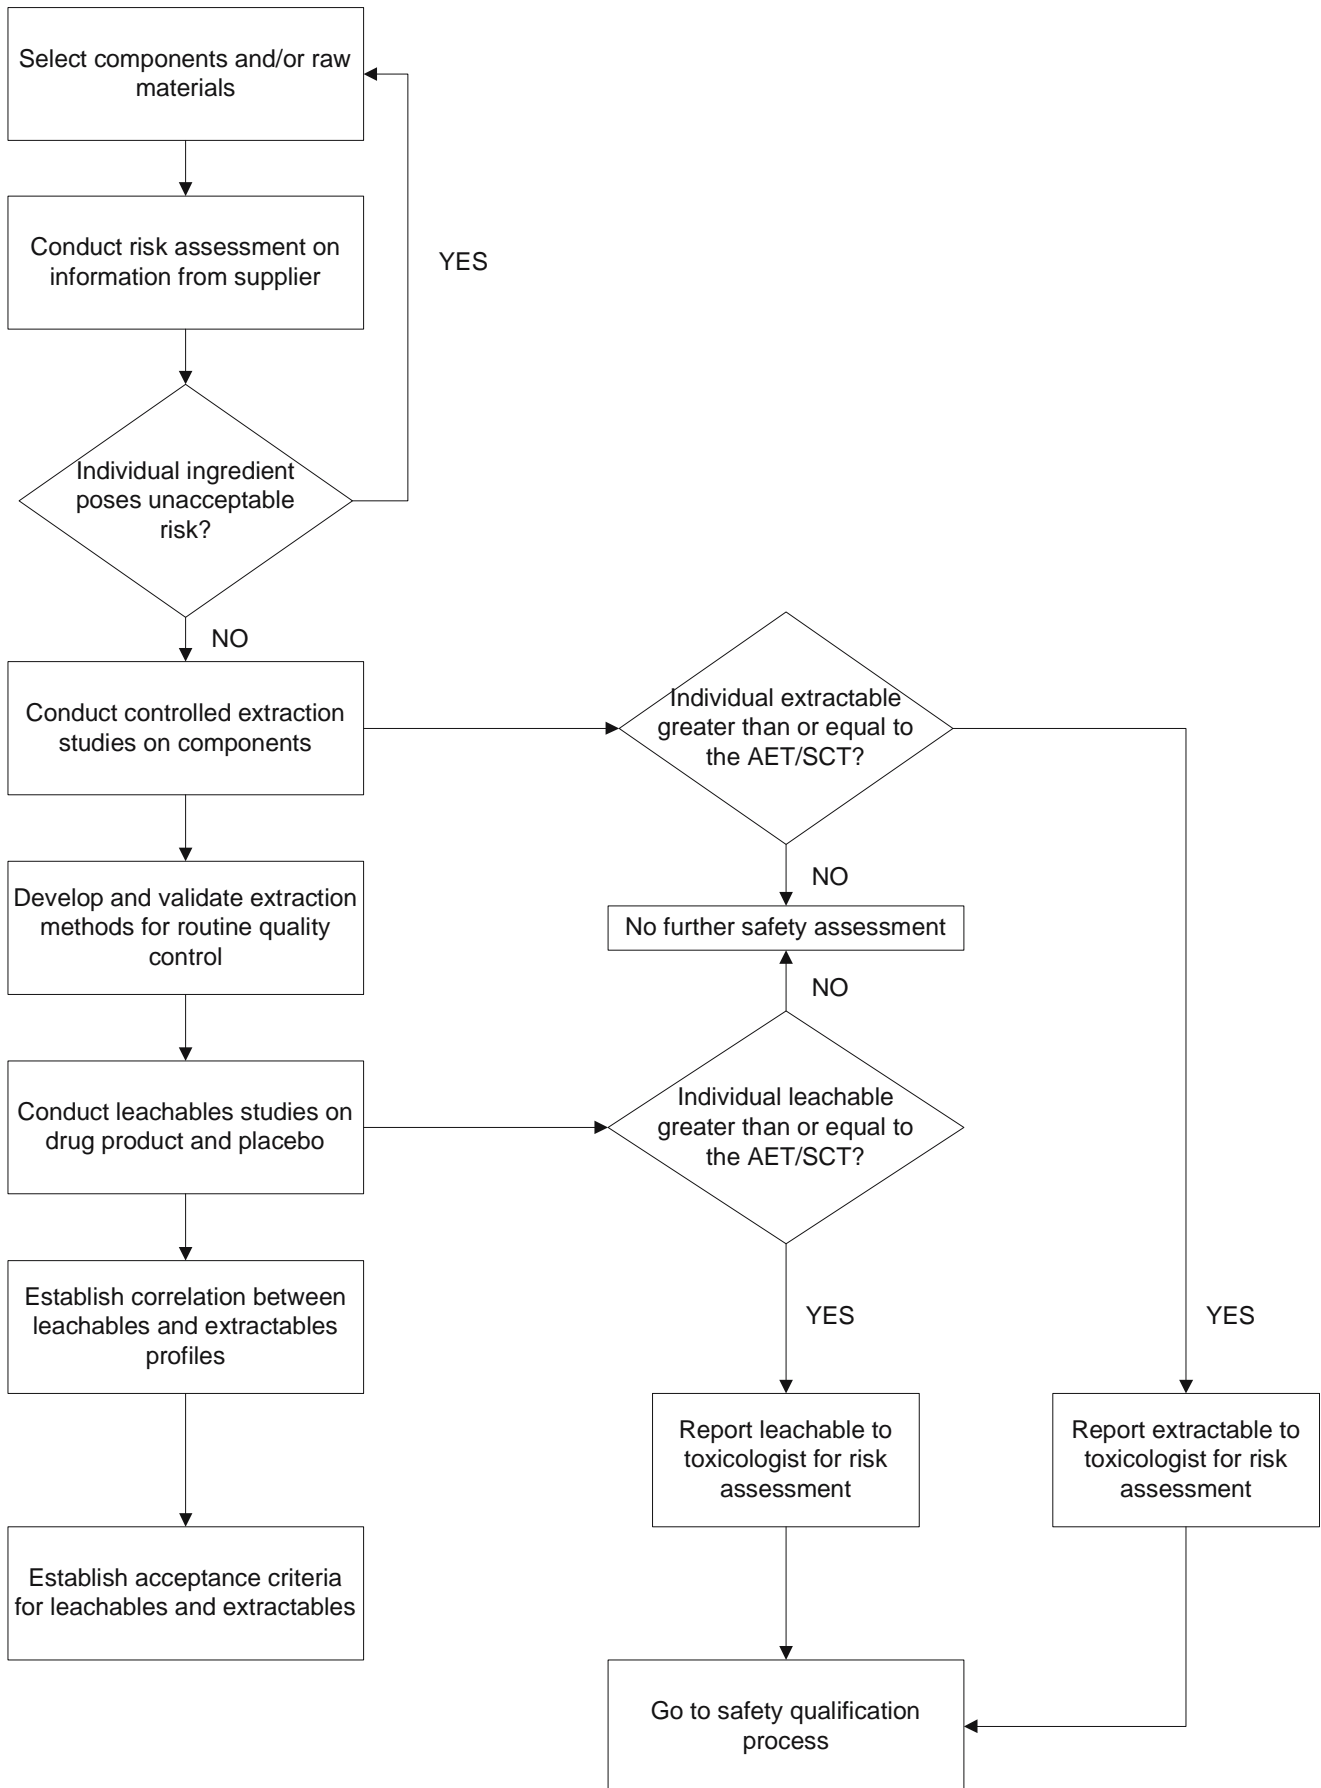 Select components and/or raw
materials
Conduct risk assessment on
information from supplier
YES
Individual ingredient
poses unacceptable
risk?
NO
Conduct controlled extraction
studies on components
Individual extractable
greater than or equal to
the AET/SCT?
NO
Develop and validate extraction
methods for routine quality
control
No further safety assessment
NO
Conduct leachables studies on
drug product and placebo
Individual leachable
greater than or equal to
the AET/SCT?
Establish correlation between
leachables and extractables
profiles
YES
YES
Report leachable to
toxicologist for risk
assessment
Report extractable to
toxicologist for risk
assessment
Establish acceptance criteria
for leachables and extractables
Go to safety qualification
process